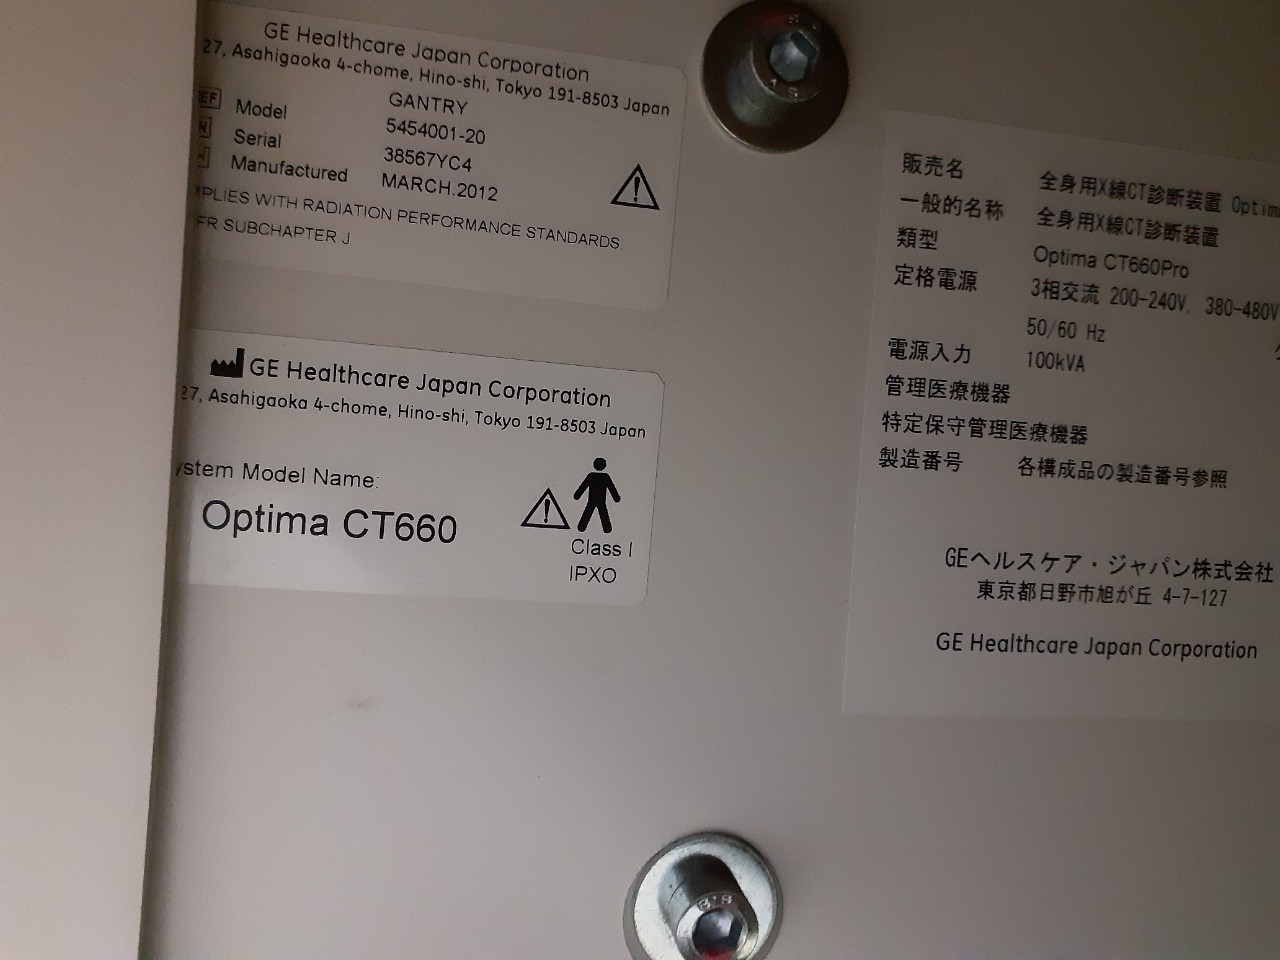 GE Healthcare Japan Corporation
27, Asahigaoka 4-chome, Hino-shi, Tokyo 191-8503 Japan
GANTRY
REF Model 5454001-20
Serial 38567YC4
Manufactured MARCH.2012
MPLIES WITH RADIATION PERFORMANCE STANDARDS
FR SUBCHAPTER J
GE Healthcare Japan Corporation
27, Asahigaoka 4-chome, Hino-shi, Tokyo 191-8503 Japan
ystem Model Name:
Optima CT660
Class I
IPX0
販売名 全身用X線CT診断装置 Optima
一般的名称 全身用X線CT診断装置
類型 Optima CT660Pro
定格電源 3相交流 200-240V, 380-480V
50/60 Hz
電源入力 100kVA
管理医療機器
特定保守管理医療機器
製造番号 各構成品の製造番号参照
GEヘルスケア・ジャパン株式会社
東京都日野市旭が丘 4-7-127
GE Healthcare Japan Corporation